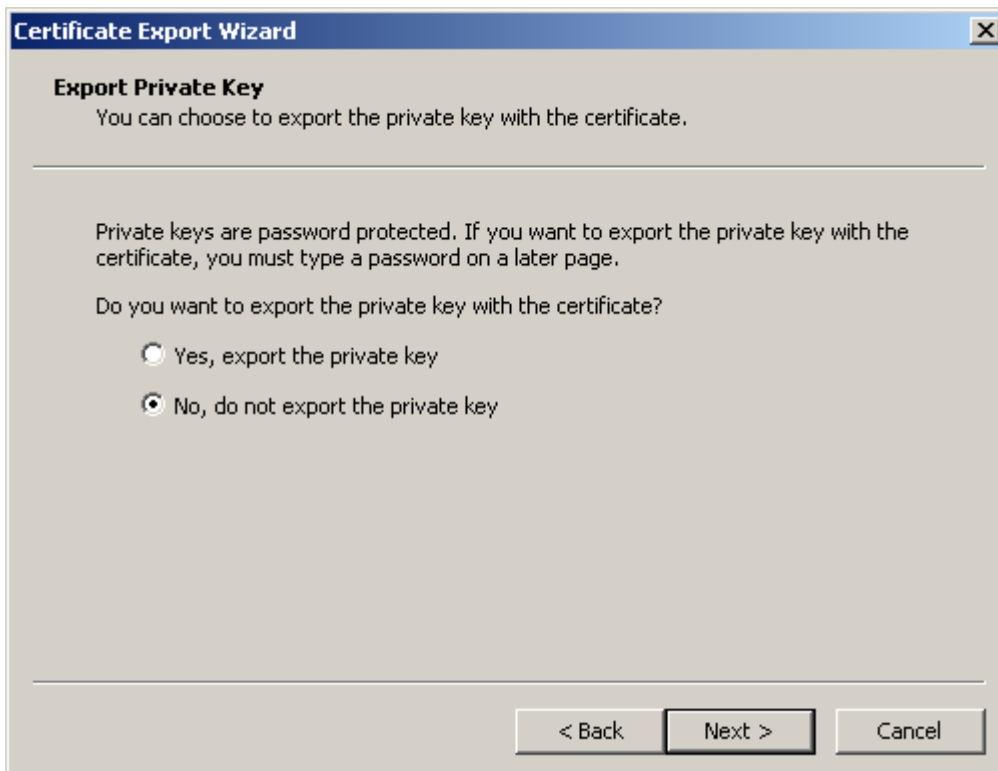 Certificate Export Wizard
Export Private Key
You can choose to export the private key with the certificate.
Private keys are password protected. If you want to export the private key with the
certificate, you must type a password on a later page.
Do you want to export the private key with the certificate?
Yes, export the private key
No, do not export the private key
< Back
Next >
Cancel